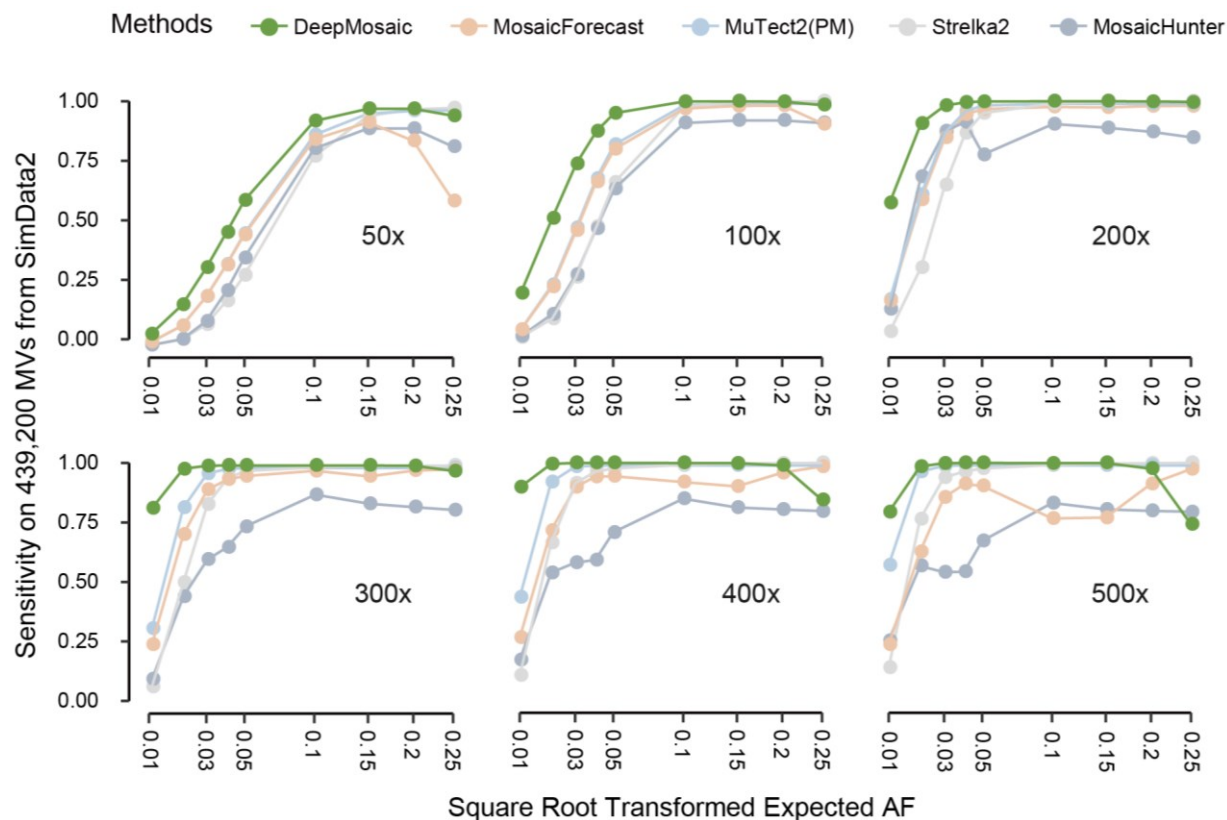 Methods DeepMosaic MosaicForecast MuTect2(PM) Strelka2 MosaicHunter
Sensitivity on 439,200 MVs from SimData2
1.00
0.75
0.50
0.25
0.00
50x
100x
200x
0.01 0.03 0.05 0.1 0.15 0.2 0.25
0.01 0.03 0.05 0.1 0.15 0.2 0.25
0.01 0.03 0.05 0.1 0.15 0.2 0.25
1.00
0.75
0.50
0.25
0.00
300x
400x
500x
0.01 0.03 0.05 0.1 0.15 0.2 0.25
0.01 0.03 0.05 0.1 0.15 0.2 0.25
0.01 0.03 0.05 0.1 0.15 0.2 0.25
Square Root Transformed Expected AF